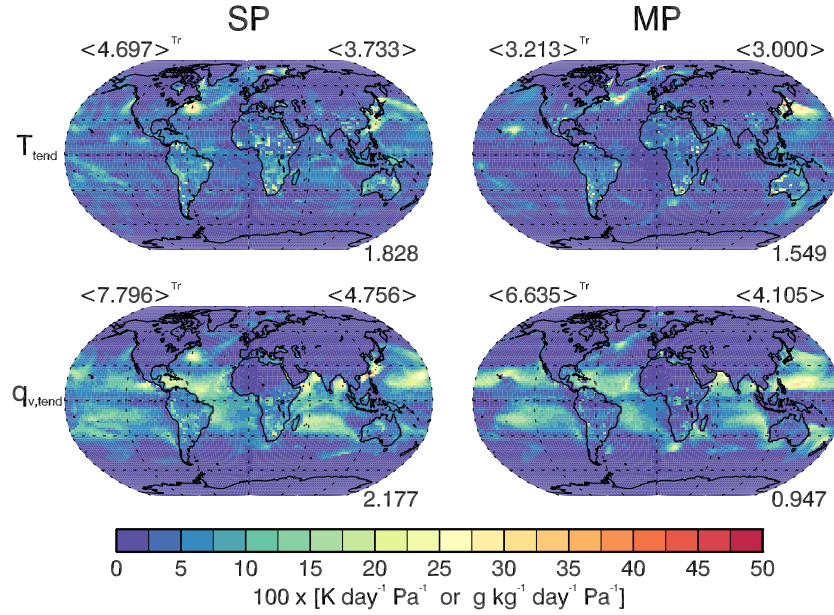 SP MP
<4.697>Tr <3.733> <3.213>Tr <3.000>
Ttend
1.828 1.549
<7.796>Tr <4.756> <6.635>Tr <4.105>
qv,tend
2.177 0.947
0 5 10 15 20 25 30 35 40 45 50
100 x [K day-1 Pa-1 or g kg-1 day-1 Pa-1]